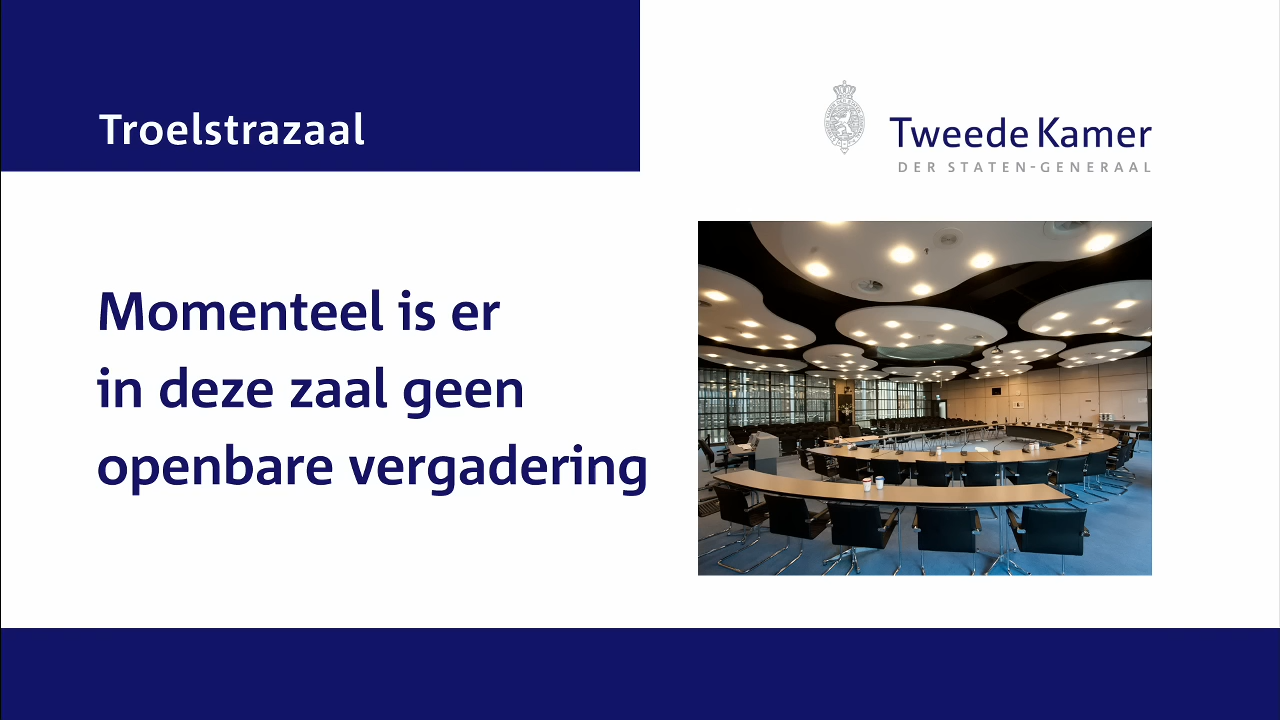 Troelstrazaal
Tweede Kamer
DER STATEN-GENERAAL
Momenteel is er
in deze zaal geen
openbare vergadering